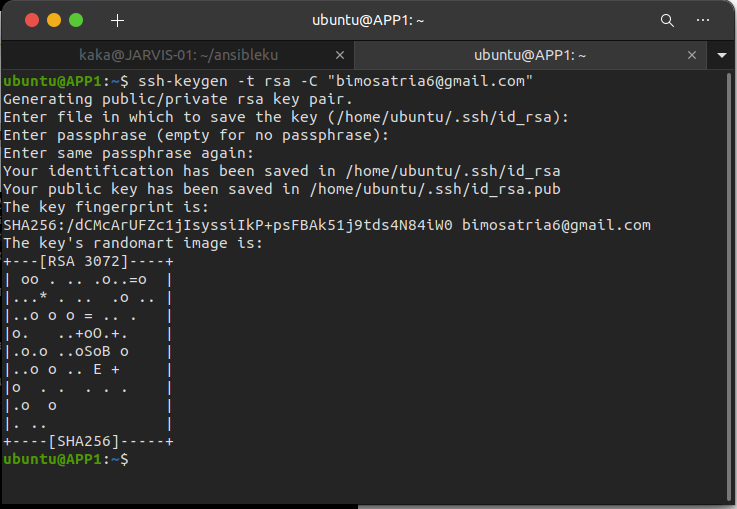 ubuntu@APP1: ~
kaka@JARVIS-01: ~/ansibleku
ubuntu@APP1: ~
ubuntu@APP1:~$ ssh-keygen -t rsa -C "bimosatria6@gmail.com"
Generating public/private rsa key pair.
Enter file in which to save the key (/home/ubuntu/.ssh/id_rsa):
Enter passphrase (empty for no passphrase):
Enter same passphrase again:
Your identification has been saved in /home/ubuntu/.ssh/id_rsa
Your public key has been saved in /home/ubuntu/.ssh/id_rsa.pub
The key fingerprint is:
SHA256:/dCMcArUFZc1jIsyssiIkP+psFBAk51j9tds4N84iW0 bimosatria6@gmail.com
The key's randomart image is:
+---[RSA 3072]----+
| oo . .. .o..=o  |
|...* . ..  .o .. |
|..o o o = .. .   |
|o.   ..+oO.+.    |
|.o.o ..oSoB o    |
|..o o .. E +     |
|o  . .  . . .    |
|.o  o            |
|. ..             |
+----[SHA256]-----+
ubuntu@APP1:~$